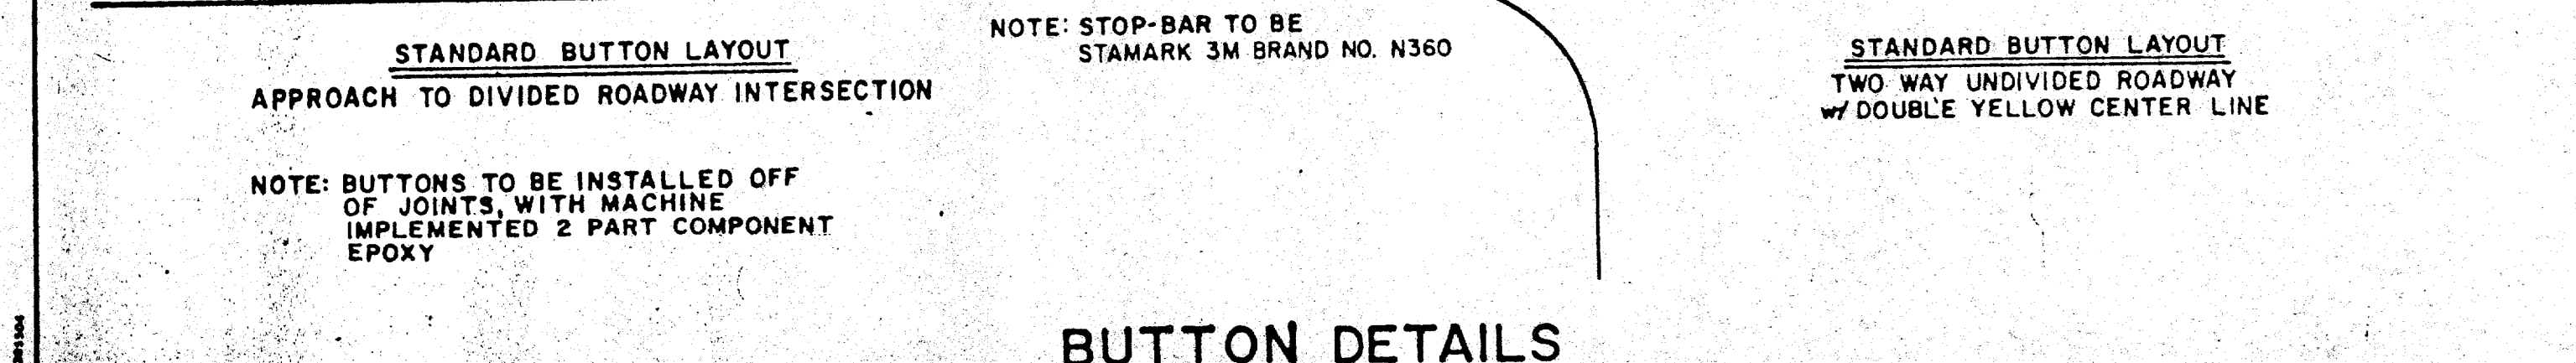 STANDARD BUTTON LAYOUT
APPROACH TO DIVIDED ROADWAY INTERSECTION
NOTE: BUTTONS TO BE INSTALLED OFF
OF JOINTS, WITH MACHINE
IMPLEMENTED 2 PART COMPONENT
EPOXY
NOTE: STOP-BAR TO BE
STAMARK 3M BRAND NO. N360
STANDARD BUTTON LAYOUT
TWO WAY UNDIVIDED ROADWAY
w/ DOUBLE YELLOW CENTER LINE
BUTTON DETAILS